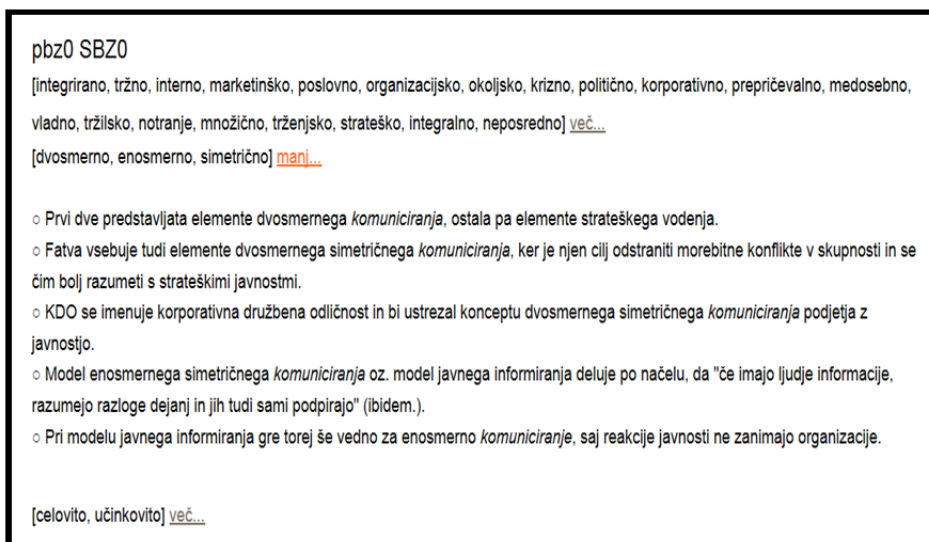 pbz0 SBZ0
[integrirano, tržno, interno, marketinško, poslovno, organizacijsko, okoljsko, krizno, politično, korporativno, prepričevalno, medosebno,
vladno, tržilsko, notranje, množično, trženjsko, strateško, integralno, neposredno] več...
[dvosmerno, enosmerno, simetrično] manj...
○ Prvi dve predstavljata elemente dvosmernega komuniciranja, ostala pa elemente strateškega vodenja.
○ Fatva vsebuje tudi elemente dvosmernega simetričnega komuniciranja, ker je njen cilj odstraniti morebitne konflikte v skupnosti in se
čim bolj razumeti s strateškimi javnostmi.
○ KDO se imenuje korporativna družbena odličnost in bi ustrezal konceptu dvosmernega simetričnega komuniciranja podjetja z
javnostjo.
○ Model enosmernega simetričnega komuniciranja oz. model javnega informiranja deluje po načelu, da "če imajo ljudje informacije,
razumejo razloge dejanj in jih tudi sami podpirajo" (ibidem.).
○ Pri modelu javnega informiranja gre torej še vedno za enosmerno komuniciranje, saj reakcije javnosti ne zanimajo organizacije.
[celovito, učinkovito] več...